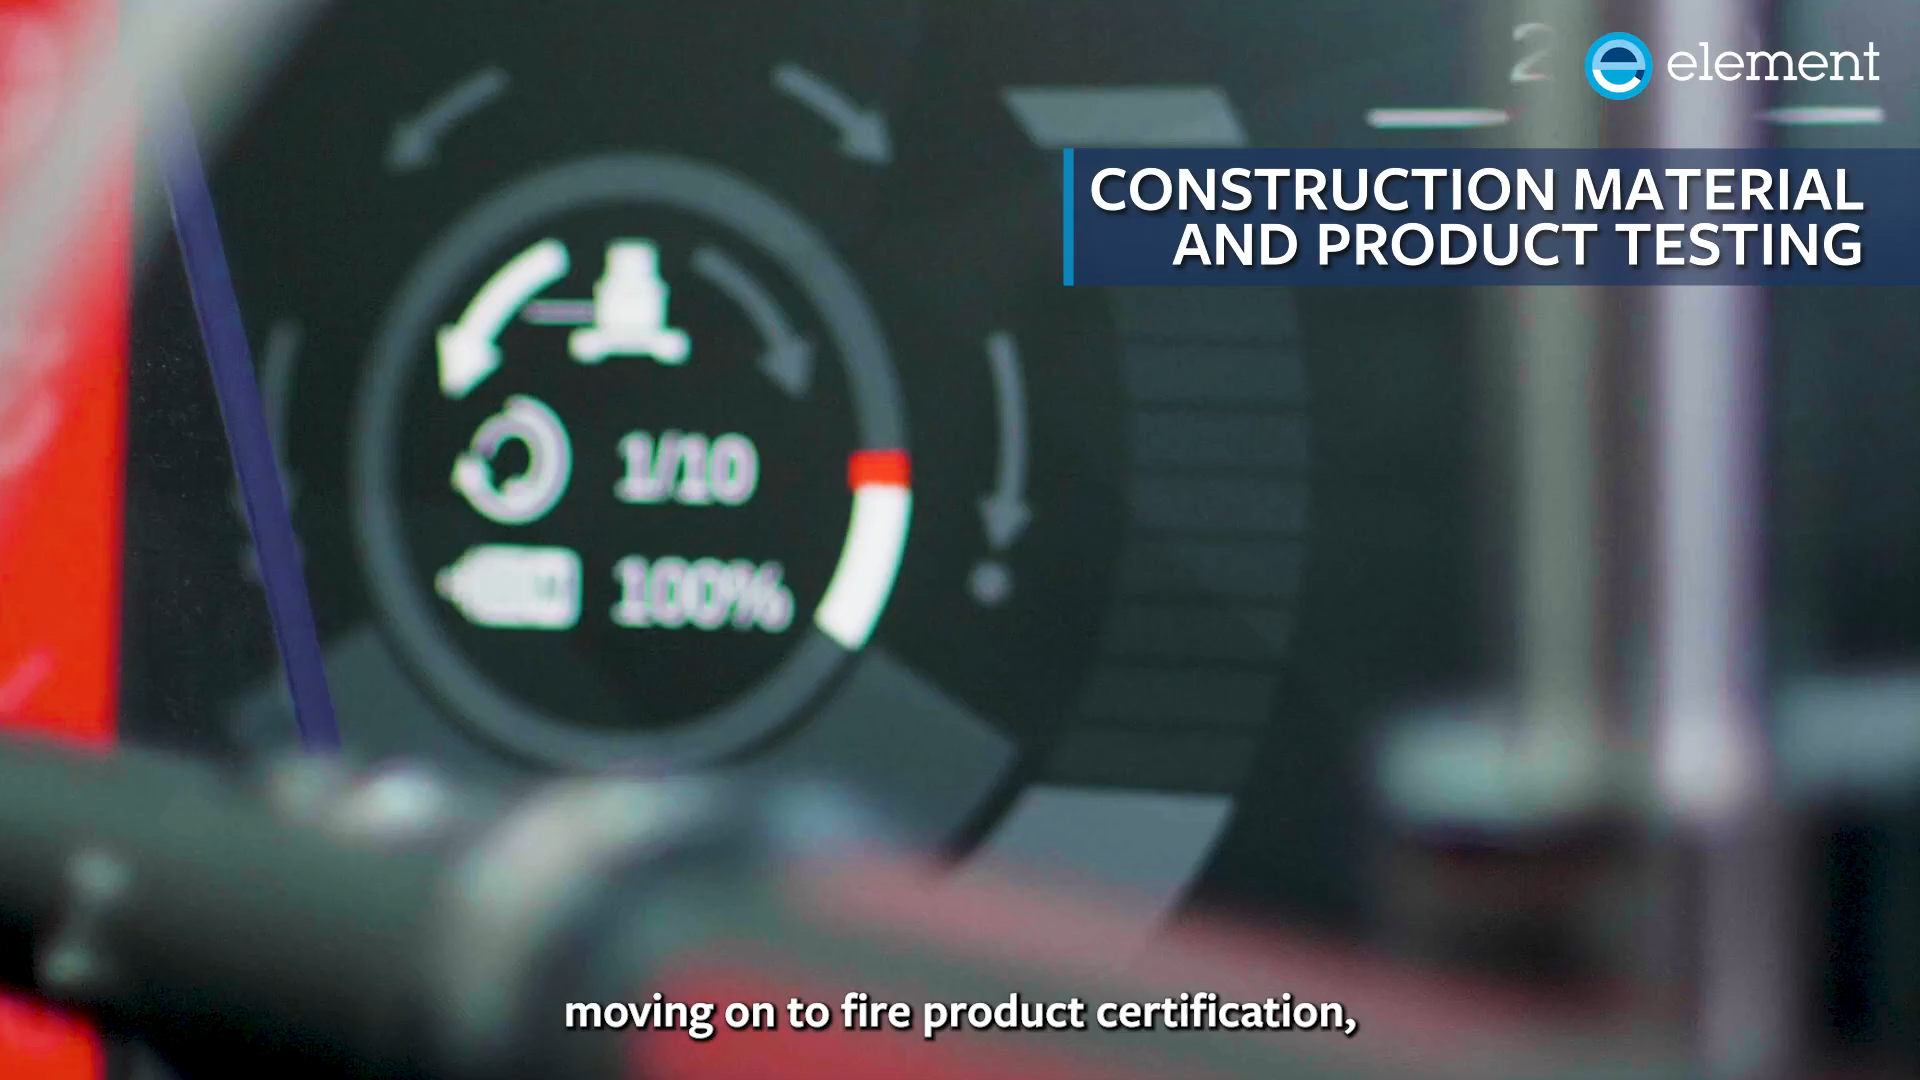 element
CONSTRUCTION MATERIAL
AND PRODUCT TESTING
1/10
100%
moving on to fire product certification,